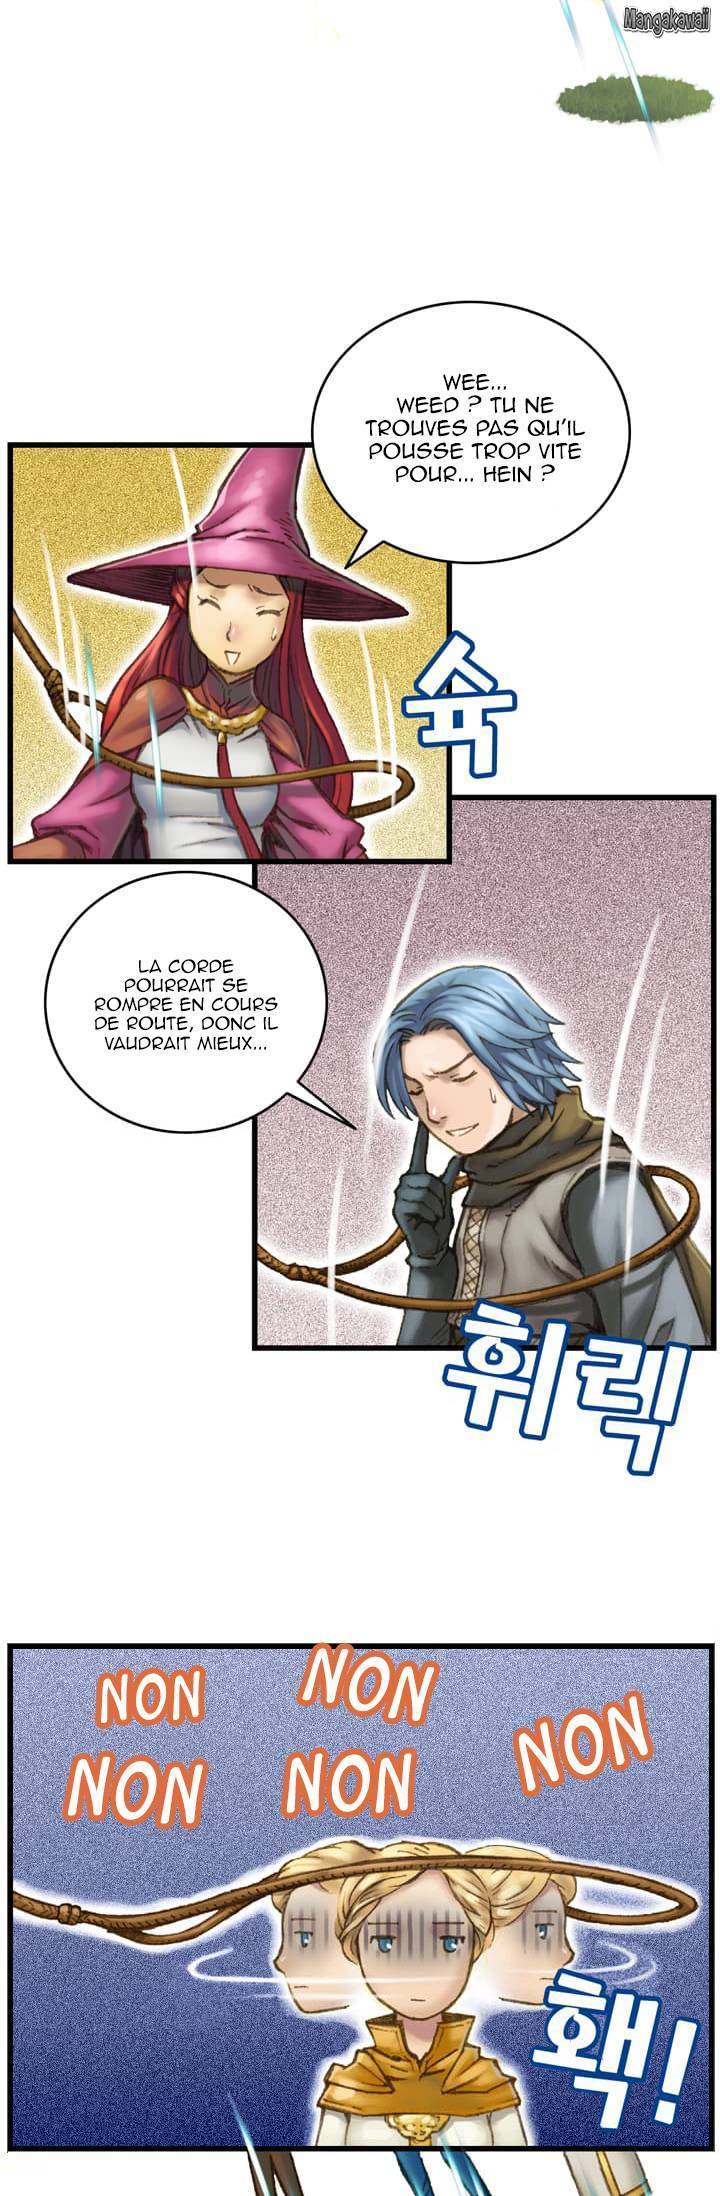 Mangakawaii
WEE...
WEED ? TU NE
TROUVES PAS QU'IL
POUSSE TROP VITE
POUR... HEIN ?
슉
LA CORDE
POURRAIT SE
ROMPRE EN COURS
DE ROUTE, DONC IL
VAUDRAIT MIEUX...
휘릭
NON
NON
NON
NON
NON
홱!